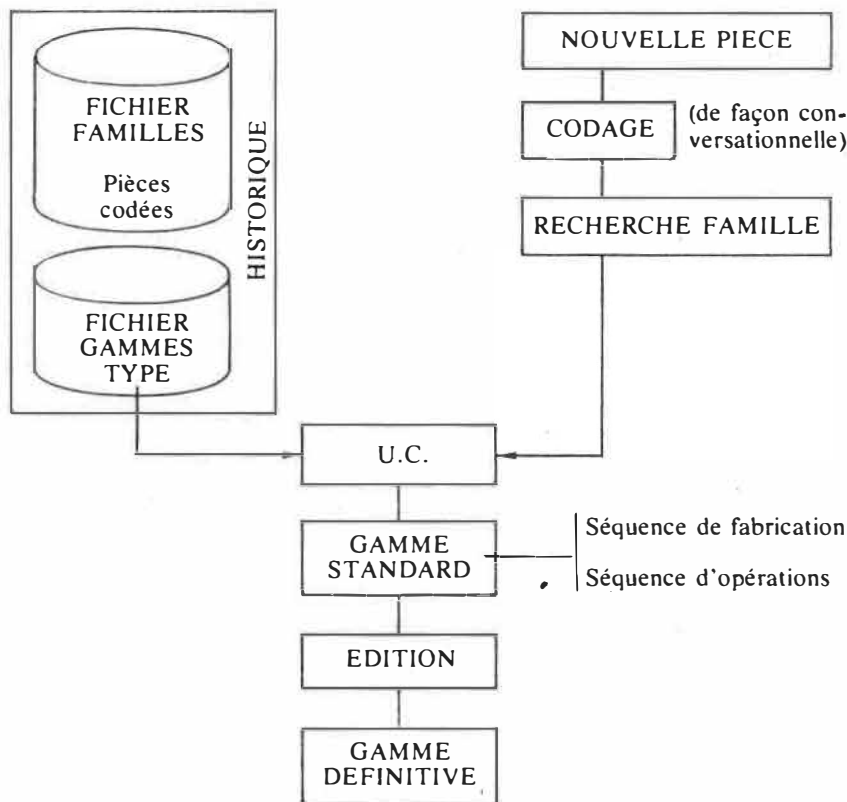 FICHIER
FAMILLES
Pièces
codées
HISTORIQUE
FICHIER
GAMMES
TYPE
NOUVELLE PIECE
CODAGE
(de façon con-
versationnelle)
RECHERCHE FAMILLE
U.C.
GAMME
STANDARD
Séquence de fabrication
Séquence d'opérations
EDITION
GAMME
DEFINITIVE